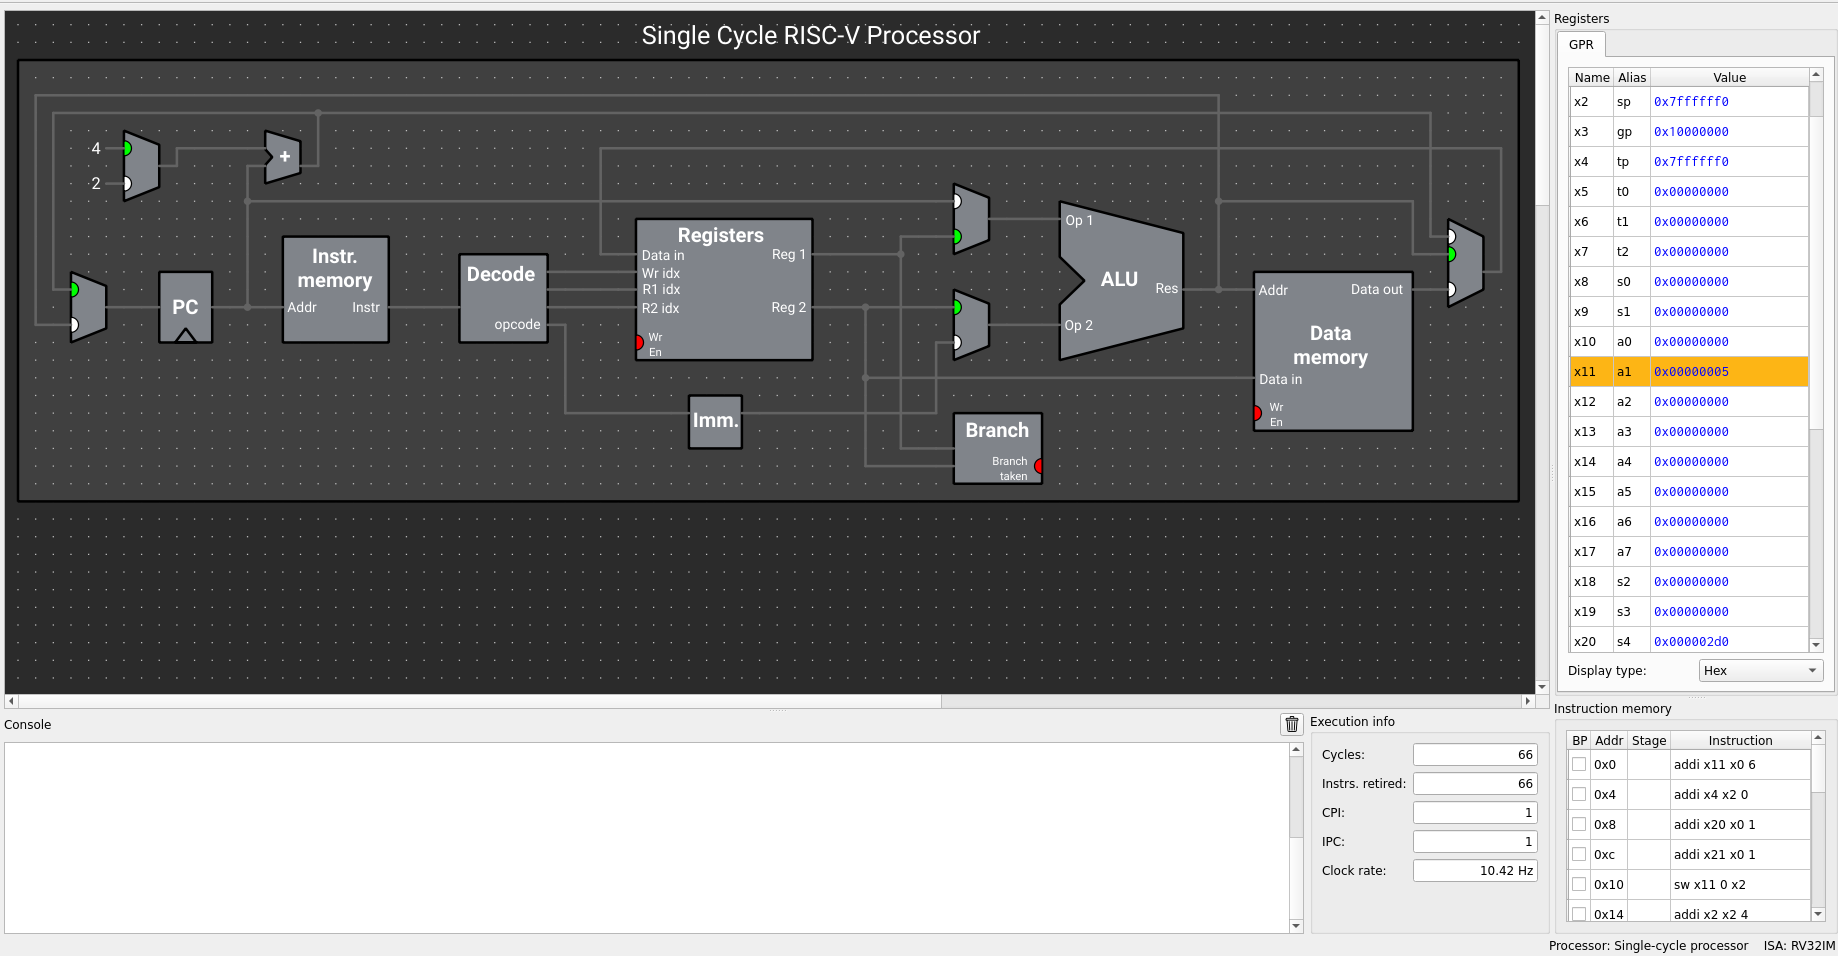 Single Cycle RISC-V Processor
4
2
+
PC
Instr.
memory
Addr
Instr
Decode
opcode
Registers
Data in
Reg 1
Wr idx
R1 idx
R2 idx
Reg 2
Wr
En
Imm.
Op 1
ALU
Res
Op 2
Branch
Branch
taken
Addr
Data out
Data
memory
Data in
Wr
En
Registers
GPR
Name Alias Value
x2 sp 0x7ffffff0
x3 gp 0x10000000
x4 tp 0x7ffffff0
x5 t0 0x00000000
x6 t1 0x00000000
x7 t2 0x00000000
x8 s0 0x00000000
x9 s1 0x00000000
x10 a0 0x00000000
x11 a1 0x00000005
x12 a2 0x00000000
x13 a3 0x00000000
x14 a4 0x00000000
x15 a5 0x00000000
x16 a6 0x00000000
x17 a7 0x00000000
x18 s2 0x00000000
x19 s3 0x00000000
x20 s4 0x000002d0
Display type: Hex
Console
Execution info
Cycles: 66
Instrs. retired: 66
CPI: 1
IPC: 1
Clock rate: 10.42 Hz
Instruction memory
BP Addr Stage Instruction
0x0 addi x11 x0 6
0x4 addi x4 x2 0
0x8 addi x20 x0 1
0xc addi x21 x0 1
0x10 sw x11 0 x2
0x14 addi x2 x2 4
Processor: Single-cycle processor ISA: RV32IM